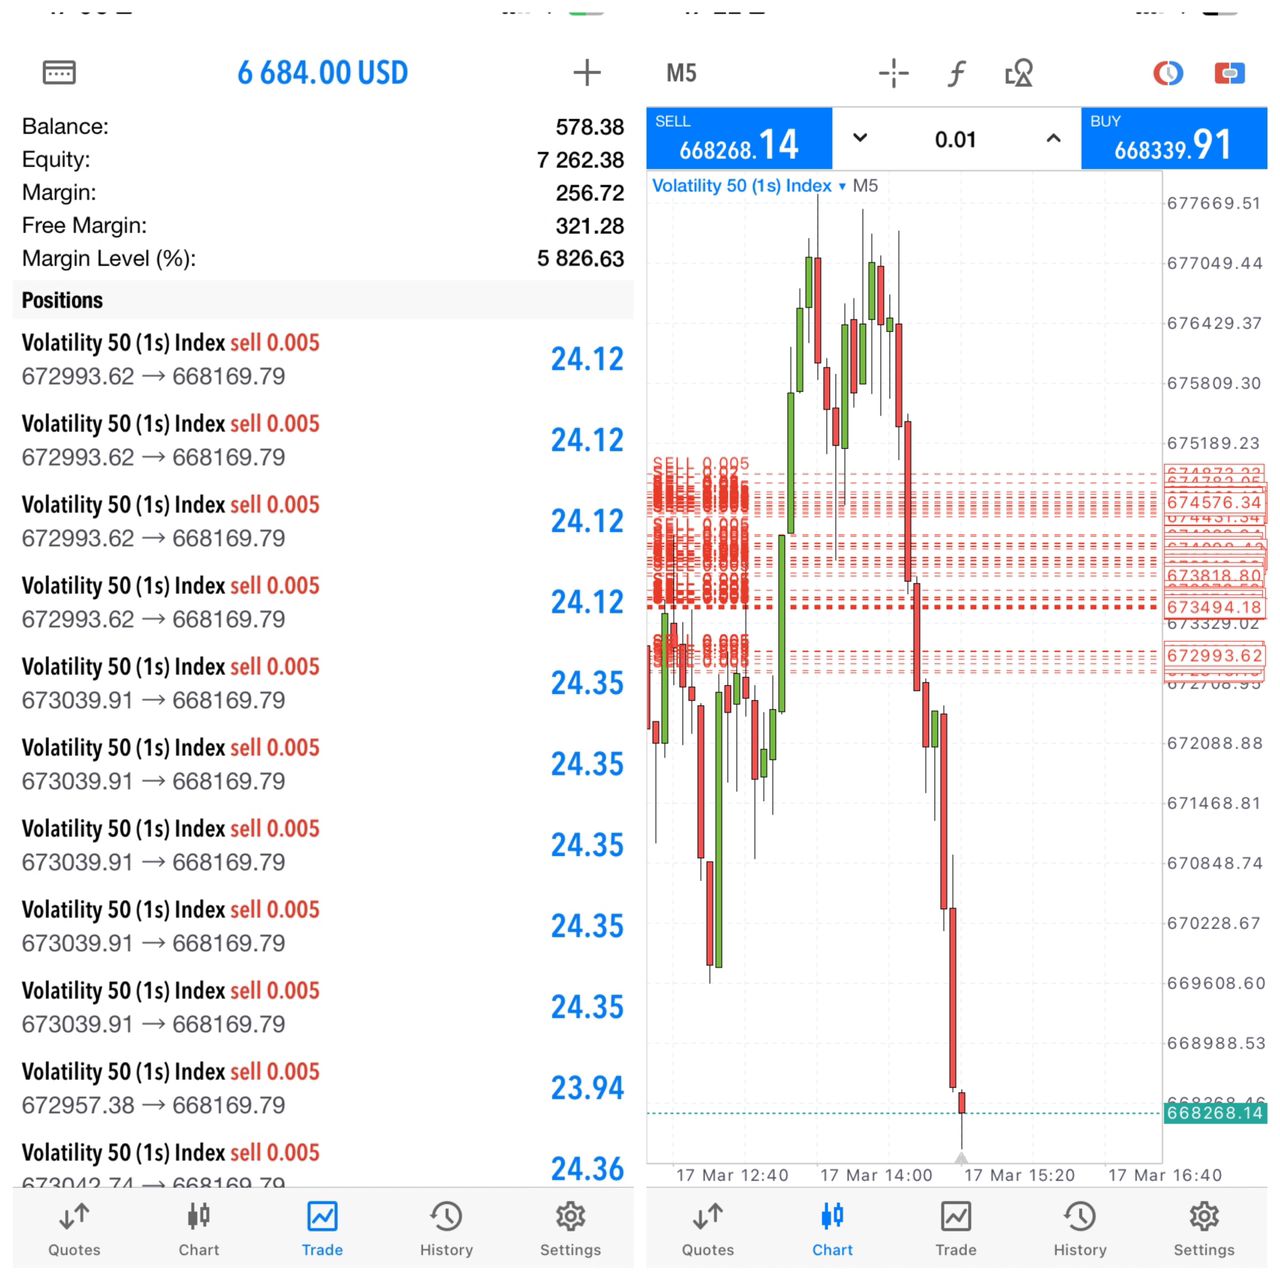 6 684.00 USD
Balance: 578.38
Equity: 7 262.38
Margin: 256.72
Free Margin: 321.28
Margin Level (%): 5 826.63
Positions
Volatility 50 (1s) Index sell 0.005
672993.62 → 668169.79 24.12
Volatility 50 (1s) Index sell 0.005
672993.62 → 668169.79 24.12
Volatility 50 (1s) Index sell 0.005
672993.62 → 668169.79 24.12
Volatility 50 (1s) Index sell 0.005
672993.62 → 668169.79 24.12
Volatility 50 (1s) Index sell 0.005
673039.91 → 668169.79 24.35
Volatility 50 (1s) Index sell 0.005
673039.91 → 668169.79 24.35
Volatility 50 (1s) Index sell 0.005
673039.91 → 668169.79 24.35
Volatility 50 (1s) Index sell 0.005
673039.91 → 668169.79 24.35
Volatility 50 (1s) Index sell 0.005
673039.91 → 668169.79 24.35
Volatility 50 (1s) Index sell 0.005
672957.38 → 668169.79 23.94
Volatility 50 (1s) Index sell 0.005
673042.74 → 668169.79 24.36
Quotes Chart Trade History Settings
M5
SELL
668268.14
0.01
BUY
668339.91
Volatility 50 (1s) Index ▾ M5
677669.51
677049.44
676429.37
675809.30
675189.23
SELL 0.005
674576.34
673818.80
673494.18
673329.02
672993.62
672708.95
672088.88
671468.81
670848.74
670228.67
669608.60
668988.53
668268.14
17 Mar 12:40 17 Mar 14:00 17 Mar 15:20 17 Mar 16:40
Quotes Chart Trade History Settings